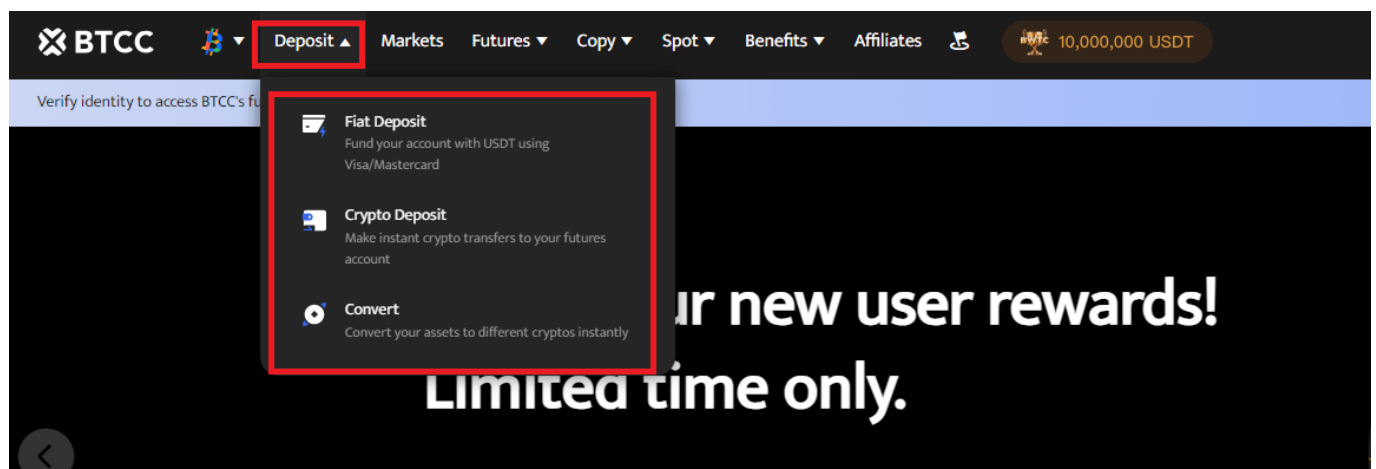 BTCC
Deposit
Markets
Futures
Copy
Spot
Benefits
Affiliates
10,000,000 USDT
Verify identity to access BTCC's
Fiat Deposit
Fund your account with USDT using
Visa/Mastercard
Crypto Deposit
Make instant crypto transfers to your futures
account
Convert
Convert your assets to different cryptos instantly
new user rewards!
Limited time only.